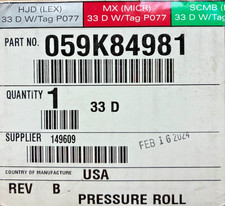 HJD (LEX) MX (MICR) SCMB (
33 D W/Tag P077 33 D W/Tag P077 33 D W/Tag
PART NO. 059K84981
QUANTITY 1 33 D
SUPPLIER 149609
FEB 16 2024
COUNTRY OF MANUFACTURE USA
REV B PRESSURE ROLL